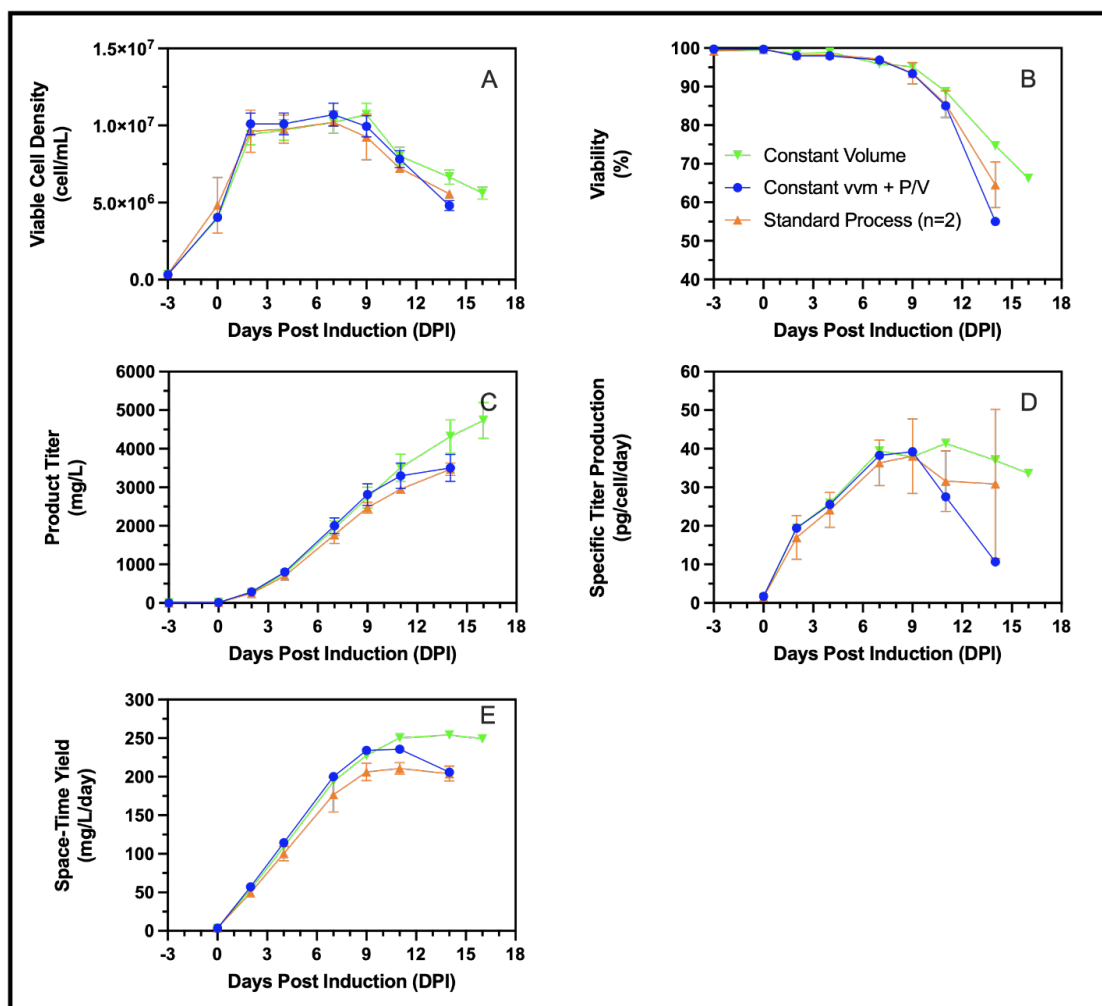 A
1.5×10⁷
1.0×10⁷
5.0×10⁶
0.0
Viable Cell Density
(cell/mL)
-3 0 3 6 9 12 15 18
Days Post Induction (DPI)
B
100
90
80
70
60
50
40
Viability
(%)
Constant Volume
Constant vvm + P/V
Standard Process (n=2)
-3 0 3 6 9 12 15 18
Days Post Induction (DPI)
C
6000
5000
4000
3000
2000
1000
0
Product Titer
(mg/L)
-3 0 3 6 9 12 15 18
Days Post Induction (DPI)
D
60
50
40
30
20
10
0
Specific Titer Production
(pg/cell/day)
-3 0 3 6 9 12 15 18
Days Post Induction (DPI)
E
300
250
200
150
100
50
0
Space-Time Yield
(mg/L/day)
-3 0 3 6 9 12 15 18
Days Post Induction (DPI)